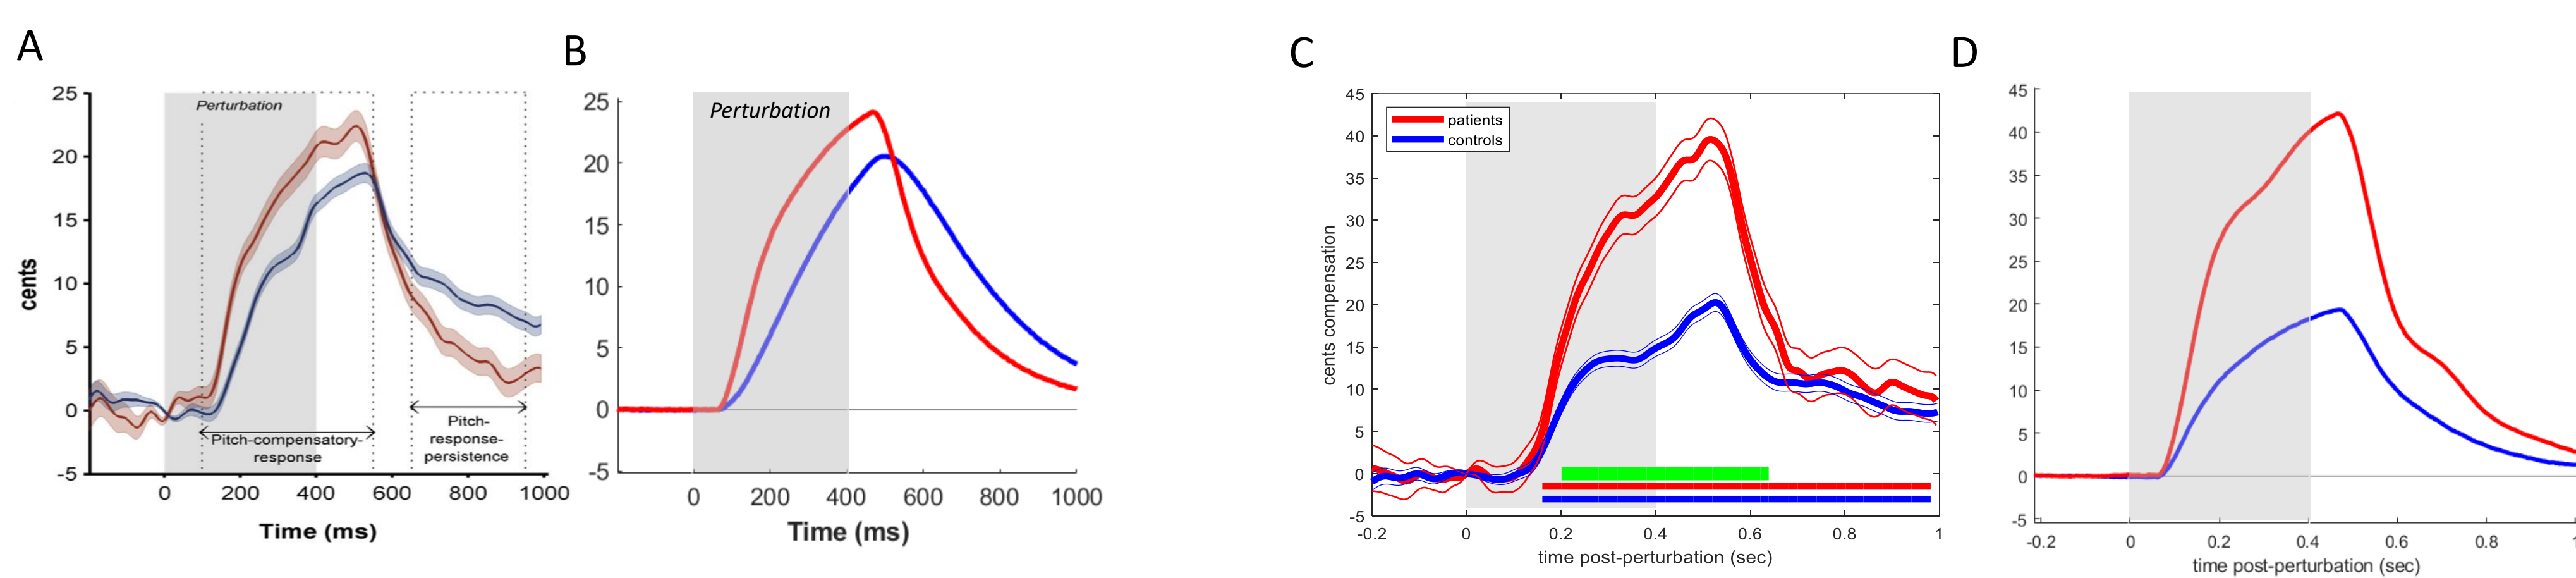 A
25
20
15
10
5
0
-5
cents
Perturbation
Pitch-compensatory-
response
Pitch-
response-
persistence
0 200 400 600 800 1000
Time (ms)
B
25
20
15
10
5
0
-5
Perturbation
0 200 400 600 800 1000
Time (ms)
C
45
40
35
30
25
20
15
10
5
0
-5
cents compensation
patients
controls
-0.2 0 0.2 0.4 0.6 0.8 1
time post-perturbation (sec)
D
45
40
35
30
25
20
15
10
5
0
-5
-0.2 0 0.2 0.4 0.6 0.8
time post-perturbation (sec)